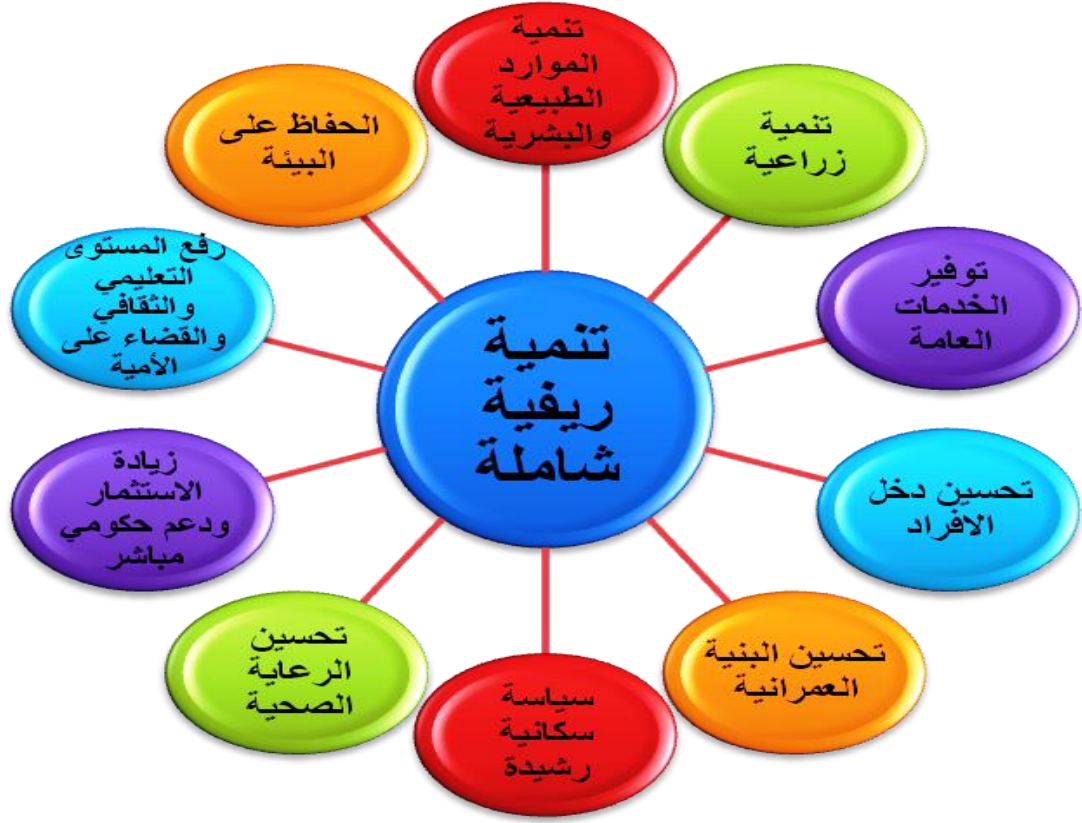 تنمية
الموارد
الطبيعية
والبشرية
تنمية
زراعية
توفير
الخدمات
العامة
تحسين دخل
الافراد
تحسين البنية
العمرانية
سياسة
سكانية
رشيدة
تحسين
الرعاية
الصحية
زيادة
الاستثمار
ودعم حكومي
مباشر
رفع المستوى
التعليمي
والثقافي
والقضاء على
الأمية
الحفاظ على
البيئة
تنمية
ريفية
شاملة